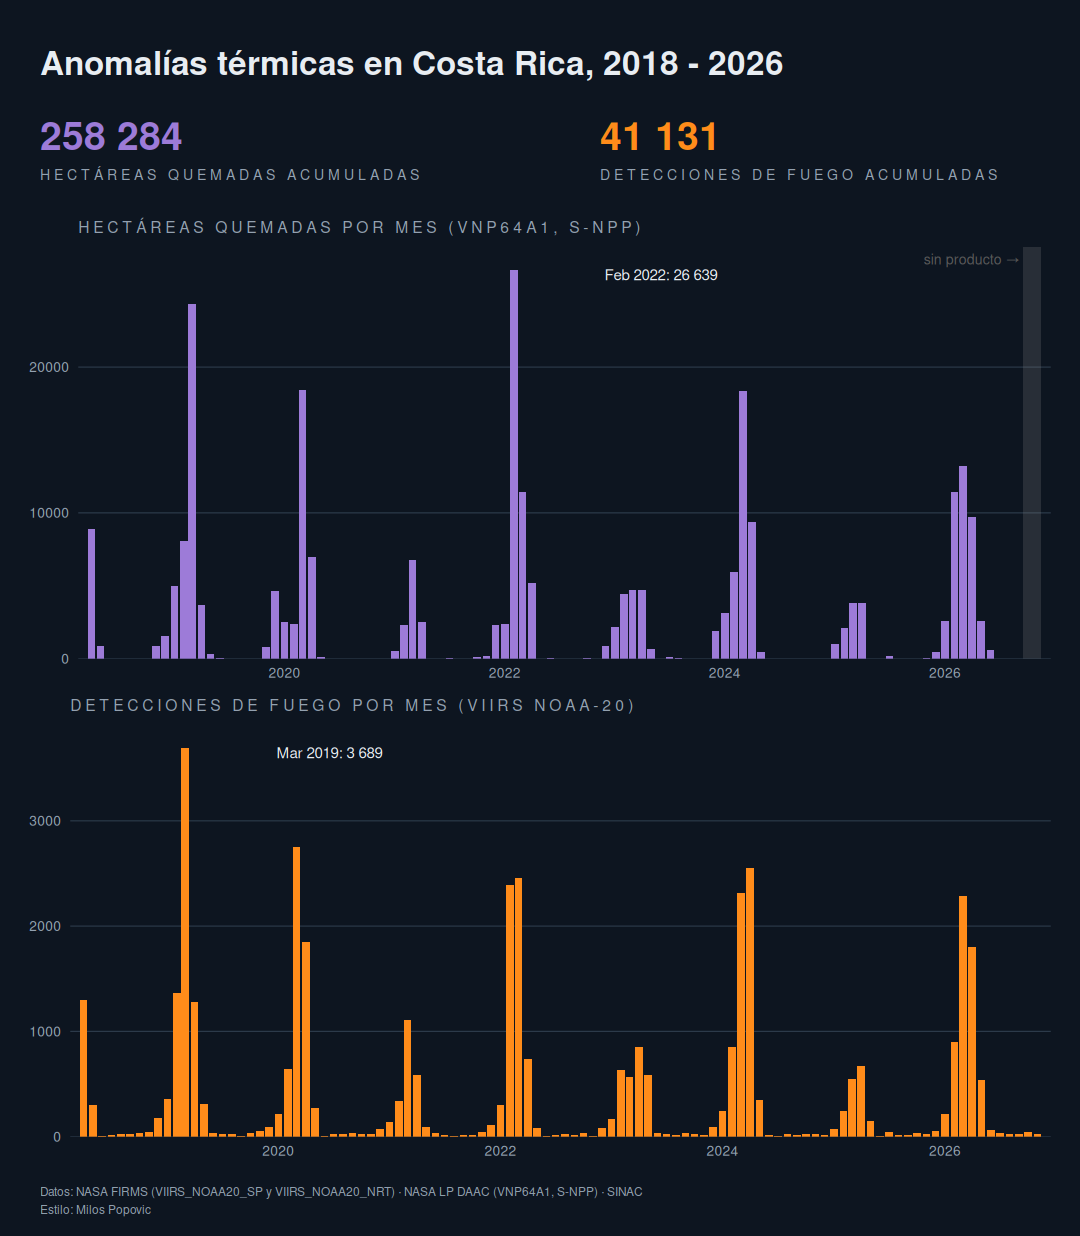 Anomalías térmicas en Costa Rica, 2018 - 2026
258 284
HECTÁREAS QUEMADAS ACUMULADAS
41 131
DETECCIONES DE FUEGO ACUMULADAS
HECTÁREAS QUEMADAS POR MES (VNP64A1, S-NPP)
sin producto →
Feb 2022: 26 639
20000
10000
0
2020 2022 2024 2026
DETECCIONES DE FUEGO POR MES (VIIRS NOAA-20)
Mar 2019: 3 689
3000
2000
1000
0
2020 2022 2024 2026
Datos: NASA FIRMS (VIIRS_NOAA20_SP y VIIRS_NOAA20_NRT) · NASA LP DAAC (VNP64A1, S-NPP) · SINAC
Estilo: Milos Popovic